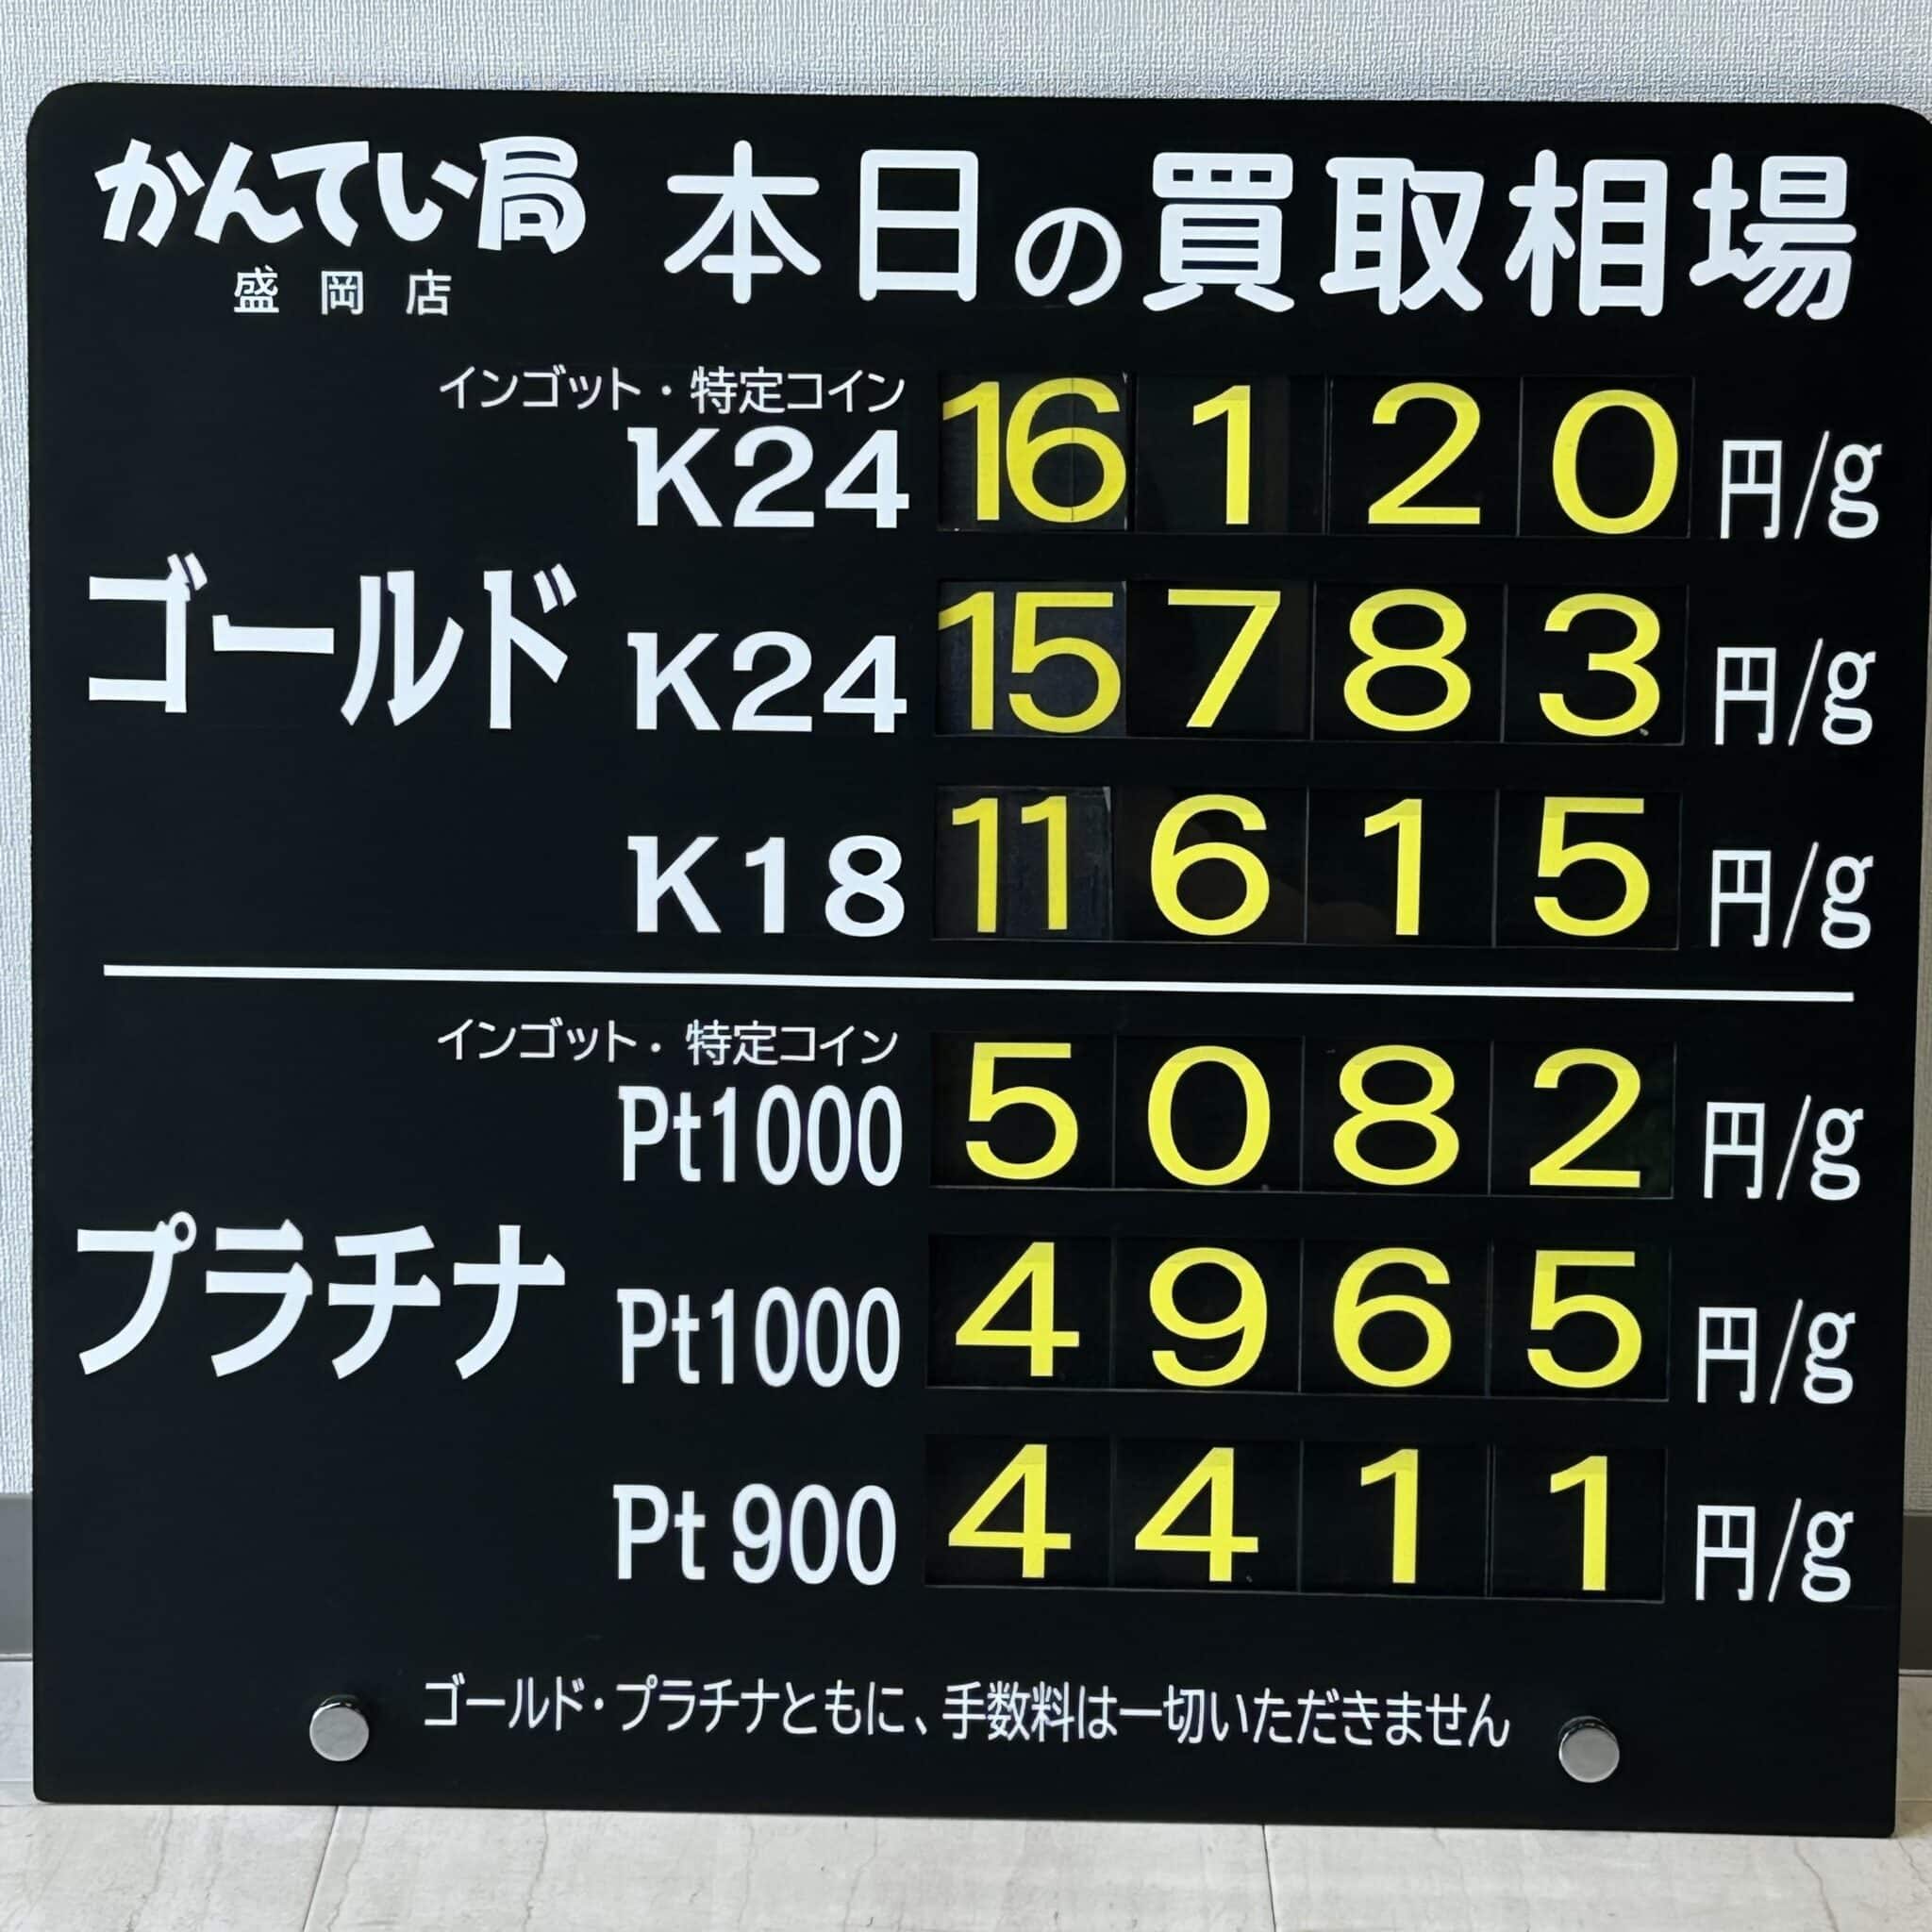 かんてい局 本日の買取相場
盛岡店
インゴット・特定コイン
K24 16120 円/g
ゴールド K24 15783 円/g
K18 11615 円/g
インゴット・特定コイン
Pt1000 5082 円/g
プラチナ Pt1000 4965 円/g
Pt900 4411 円/g
ゴールド・プラチナともに、手数料は一切いただきません